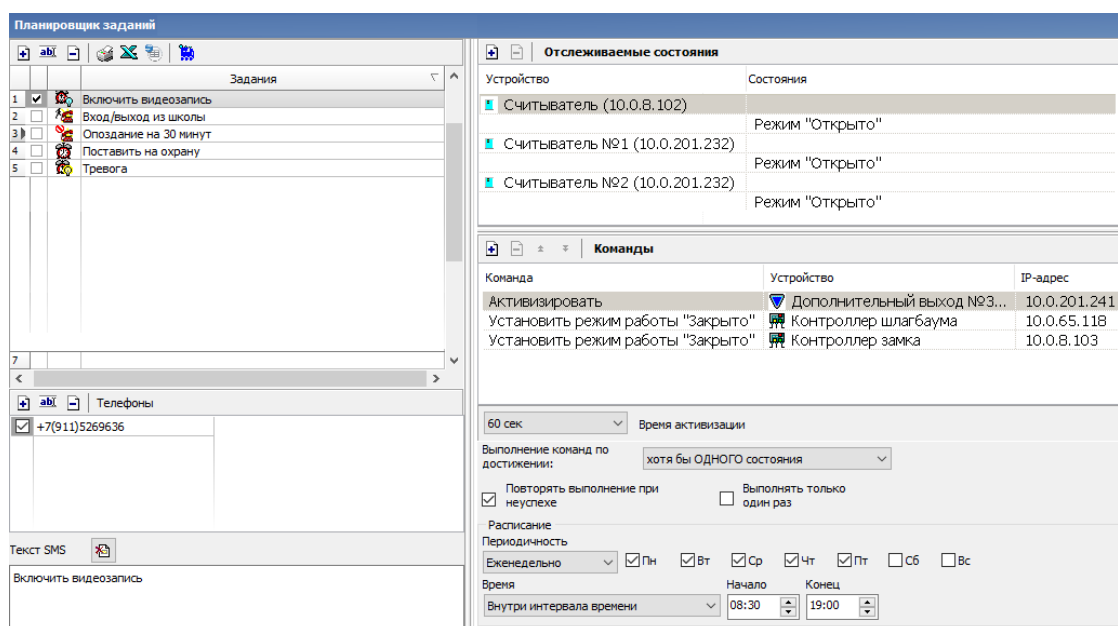 Планировщик заданий
Задания
1 Включить видеозапись
2 Вход/выход из школы
3 Опоздание на 30 минут
4 Поставить на охрану
5 Тревога
7
Телефоны
+7(911)5269636
Текст SMS
Включить видеозапись
Отслеживаемые состояния
Устройство Состояния
Считыватель (10.0.8.102)
Режим "Открыто"
Считыватель №1 (10.0.201.232)
Режим "Открыто"
Считыватель №2 (10.0.201.232)
Режим "Открыто"
Команды
Команда Устройство IP-адрес
Активизировать Дополнительный выход №3... 10.0.201.241
Установить режим работы "Закрыто" Контроллер шлагбаума 10.0.65.118
Установить режим работы "Закрыто" Контроллер замка 10.0.8.103
60 сек Время активизации
Выполнение команд по
достижении: хотя бы ОДНОГО состояния
Повторять выполнение при
неуспехе
Выполнять только
один раз
Расписание
Периодичность
Еженедельно Пн Вт Ср Чт Пт Сб Вс
Время Начало Конец
Внутри интервала времени 08:30 19:00